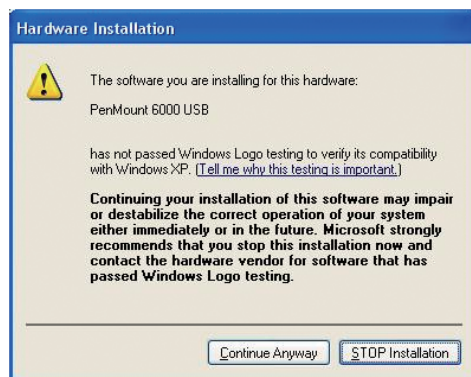 Hardware Installation
The software you are installing for this hardware:
PenMount 6000 USB
has not passed Windows Logo testing to verify its compatibility
with Windows XP. (Tell me why this testing is important.)
Continuing your installation of this software may impair
or destabilize the correct operation of your system
either immediately or in the future. Microsoft strongly
recommends that you stop this installation now and
contact the hardware vendor for software that has
passed Windows Logo testing.
Continue Anyway
STOP Installation